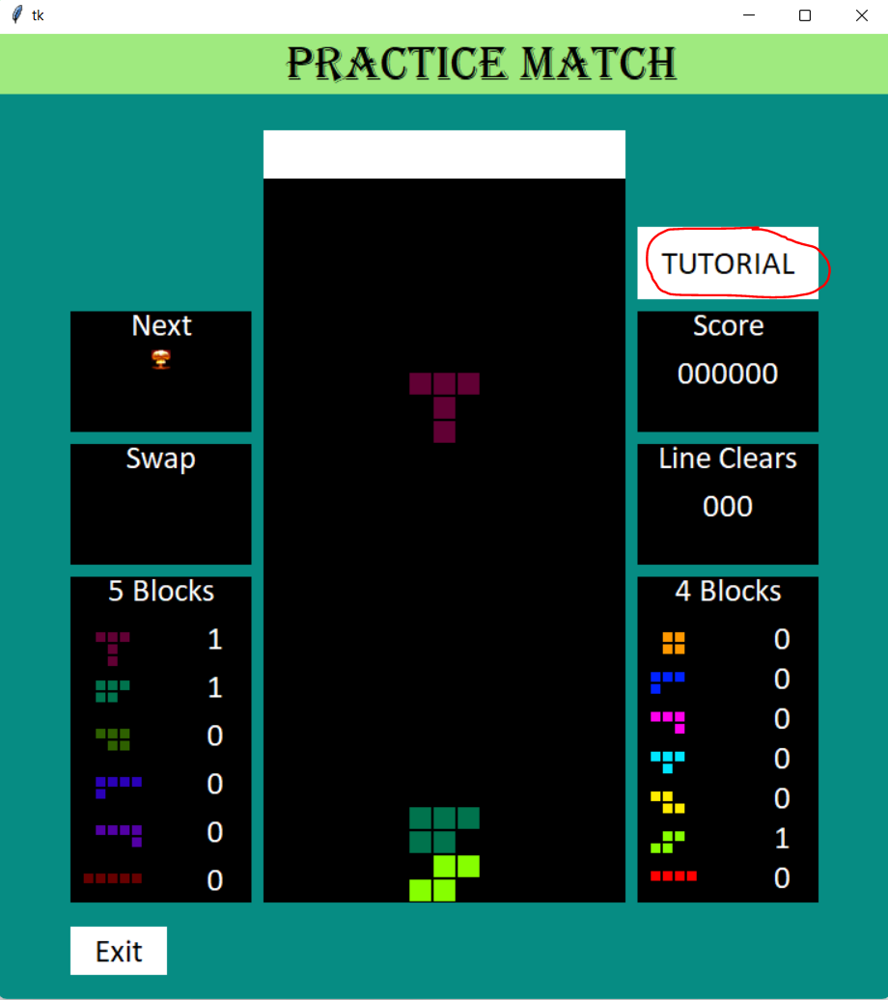 tk
PRACTICE MATCH
TUTORIAL
Next
Score
000000
Swap
Line Clears
000
5 Blocks
1
1
0
0
0
0
4 Blocks
0
0
0
0
0
1
0
Exit